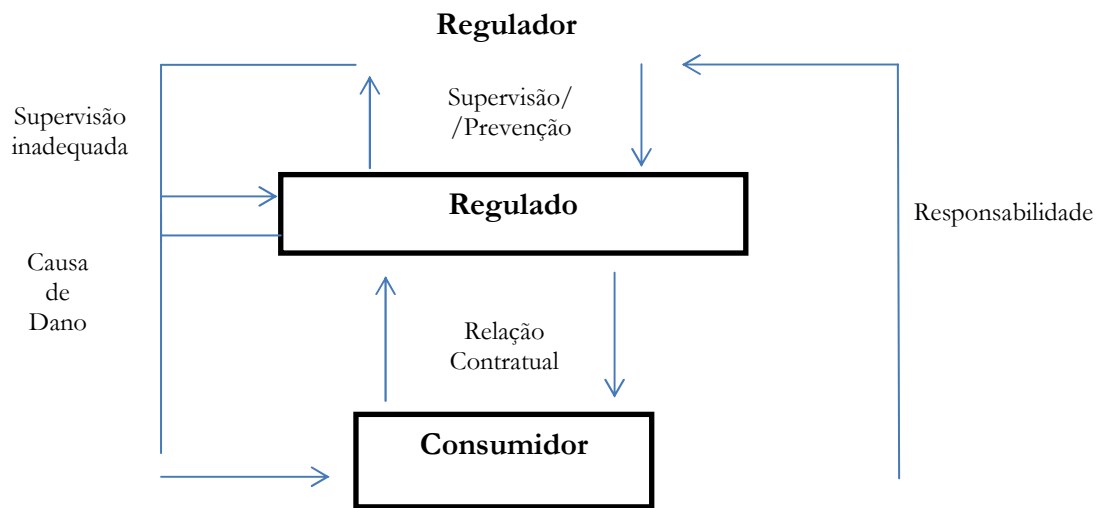 Regulador
Supervisão
inadequada
Supervisão/
/Prevenção
Regulado
Responsabilidade
Causa
de
Dano
Relação
Contratual
Consumidor